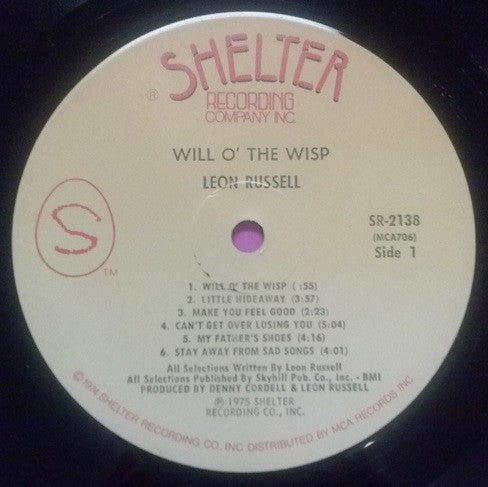 SHELTER
® RECORDING
COMPANY INC.
WILL O' THE WISP
LEON RUSSELL
SR-2138
(MCA706)
Side 1
S
TM
1. WILL O' THE WISP ( :55)
2. LITTLE HIDEAWAY (3:57)
3. MAKE YOU FEEL GOOD (2:23)
4. CAN'T GET OVER LOSING YOU (5:04)
5. MY FATHER'S SHOES (4:16)
6. STAY AWAY FROM SAD SONGS (4:01)
All Selections Written By Leon Russell
All Selections Published By Skyhill Pub. Co., Inc. - BMI
PRODUCED BY DENNY CORDELL & LEON RUSSELL
℗ 1975 SHELTER
RECORDING CO., INC.
© 1974 SHELTER RECORDING CO. INC. DISTRIBUTED BY MCA RECORDS INC